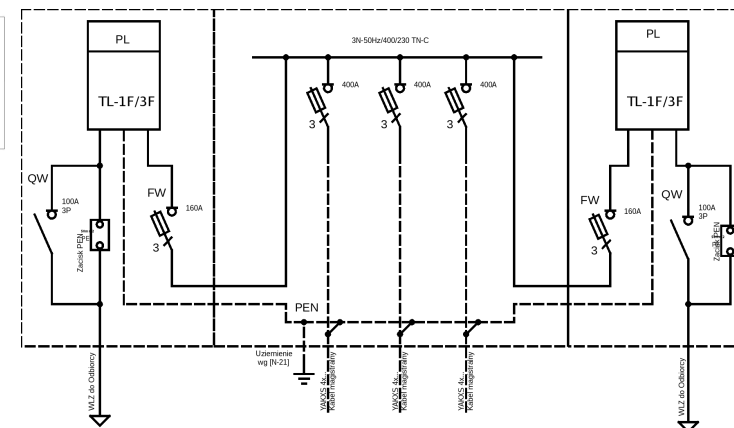 PL
TL-1F/3F
QW
100A
3P
Zacisk PEN
FW
160A
3
3N-50Hz/400/230 TN-C
400A
3
400A
3
400A
3
PEN
Uziemienie
wg [N-21]
YAKXS 4x...
Kabel magistralny
YAKXS 4x...
Kabel magistralny
YAKXS 4x...
Kabel magistralny
WLZ do Odbiorcy
PL
TL-1F/3F
FW
160A
3
QW
100A
3P
Zacisk PEN
WLZ do Odbiorcy